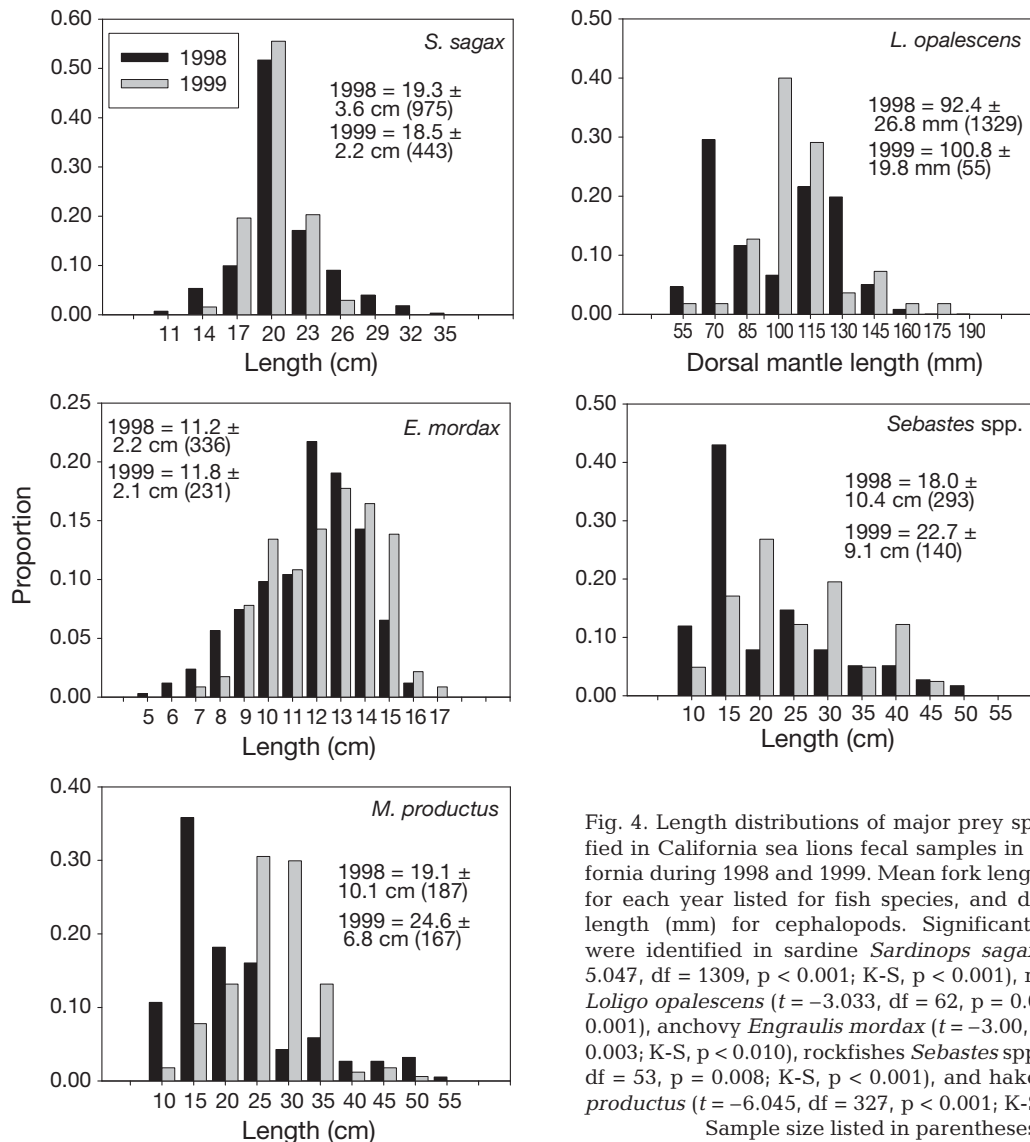 0.60
0.50
0.40
0.30
0.20
0.10
0.00
1998
1999
S. sagax
1998 = 19.3 ±
3.6 cm (975)
1999 = 18.5 ±
2.2 cm (443)
11 14 17 20 23 26 29 32 35
Length (cm)
0.50
0.40
0.30
0.20
0.10
0.00
L. opalescens
1998 = 92.4 ±
26.8 mm (1329)
1999 = 100.8 ±
19.8 mm (55)
55 70 85 100 115 130 145 160 175 190
Dorsal mantle length (mm)
Proportion
0.25
0.20
0.15
0.10
0.05
0.00
E. mordax
1998 = 11.2 ±
2.2 cm (336)
1999 = 11.8 ±
2.1 cm (231)
5 6 7 8 9 10 11 12 13 14 15 16 17
Length (cm)
0.50
0.40
0.30
0.20
0.10
0.00
Sebastes spp.
1998 = 18.0 ±
10.4 cm (293)
1999 = 22.7 ±
9.1 cm (140)
10 15 20 25 30 35 40 45 50 55
Length (cm)
0.40
0.30
0.20
0.10
0.00
M. productus
1998 = 19.1 ±
10.1 cm (187)
1999 = 24.6 ±
6.8 cm (167)
10 15 20 25 30 35 40 45 50 55
Length (cm)
Fig. 4. Length distributions of major prey sp
fied in California sea lions fecal samples in
fornia during 1998 and 1999. Mean fork leng
for each year listed for fish species, and d
length (mm) for cephalopods. Significant
were identified in sardine Sardinops sagax
5.047, df = 1309, p < 0.001; K-S, p < 0.001), r
Loligo opalescens (t = –3.033, df = 62, p = 0.0
0.001), anchovy Engraulis mordax (t = –3.00,
0.003; K-S, p < 0.010), rockfishes Sebastes spp
df = 53, p = 0.008; K-S, p < 0.001), and hake
productus (t = –6.045, df = 327, p < 0.001; K-S
Sample size listed in parentheses